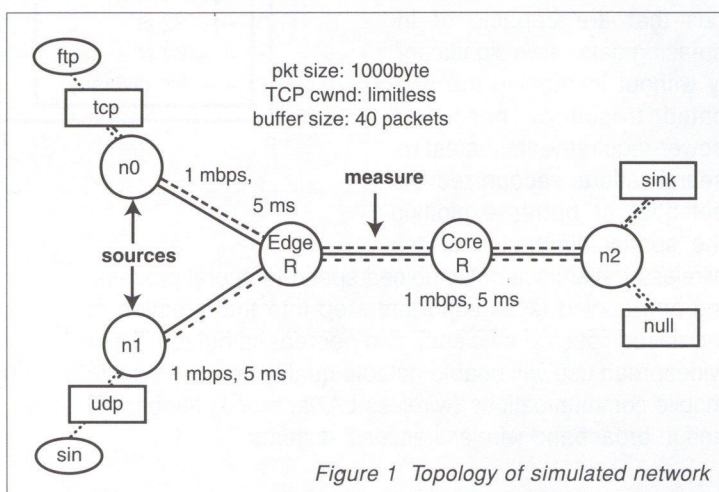 ftp
tcp
n0
pkt size: 1000byte
TCP cwnd: limitless
buffer size: 40 packets
1 mbps,
5 ms
measure
sources
Edge
R
Core
R
n2
sink
null
1 mbps, 5 ms
n1
1 mbps, 5 ms
udp
sin
Figure 1 Topology of simulated network